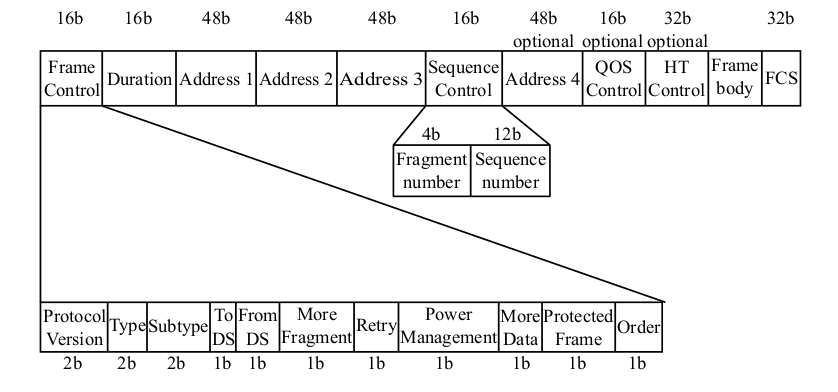 16b 16b 48b 48b 48b 16b 48b 16b 32b 32b
optional optional optional
Frame Control Duration Address 1 Address 2 Address 3 Sequence Control Address 4 QOS Control HT Control Frame body FCS
4b 12b
Fragment number Sequence number
Protocol Version Type Subtype To DS From DS More Fragment Retry Power Management More Data Protected Frame Order
2b 2b 2b 1b 1b 1b 1b 1b 1b 1b 1b